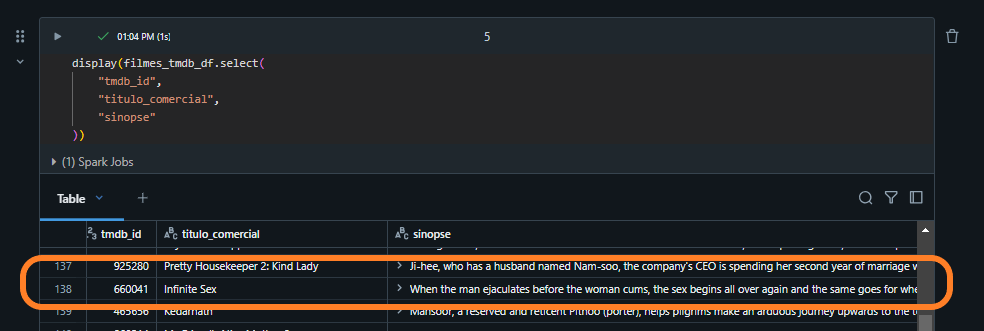 01:04 PM (1s)
5
display(filmes_tmdb_df.select(
"tmdb_id",
"titulo_comercial",
"sinopse"
))
(1) Spark Jobs
Table
tmdb_id titulo_comercial sinopse
137 925280 Pretty Housekeeper 2: Kind Lady Ji-hee, who has a husband named Nam-soo, the company's CEO is spending her second year of marriage w
138 660041 Infinite Sex When the man ejaculates before the woman cums, the sex begins all over again and the same goes for whe
139 465656 Kedarnath Mansoor, a reserved and reticent Pithoo (porter), helps pilgrims make an arduous journey upwards to the